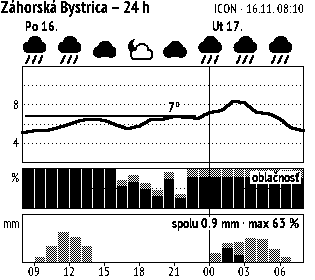 Záhorská Bystrica – 24 h ICON · 16.11. 08:10
Po 16. Ut 17.
7°
8
4
% oblačnosť
mm spolu 0.9 mm · max 63 %
09 12 15 18 21 00 03 06